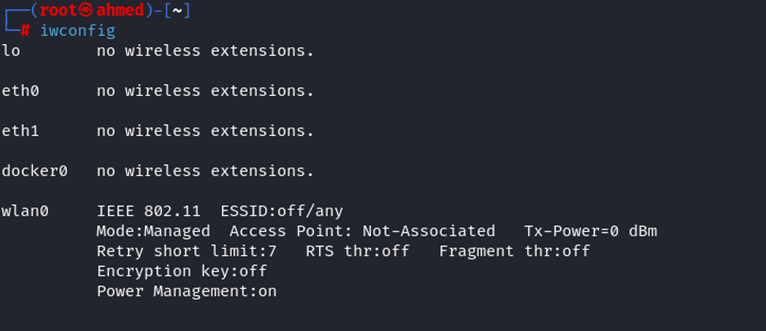 (root㉿ahmed)-[~]
# iwconfig
lo        no wireless extensions.
eth0      no wireless extensions.
eth1      no wireless extensions.
docker0   no wireless extensions.
wlan0     IEEE 802.11  ESSID:off/any
          Mode:Managed  Access Point: Not-Associated   Tx-Power=0 dBm
          Retry short limit:7   RTS thr:off   Fragment thr:off
          Encryption key:off
          Power Management:on